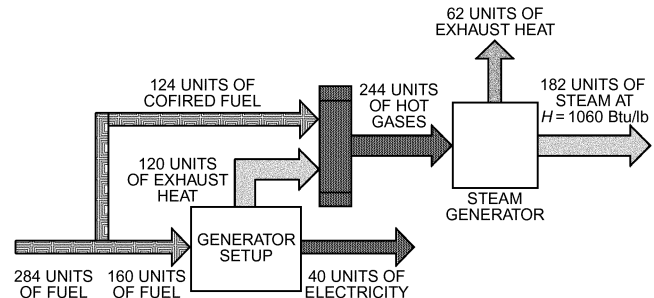 62 UNITS OF
EXHAUST HEAT
124 UNITS OF
COFIRED FUEL
244 UNITS
OF HOT
GASES
182 UNITS OF
STEAM AT
H = 1060 Btu/lb
120 UNITS
OF EXHAUST
HEAT
STEAM
GENERATOR
GENERATOR
SETUP
284 UNITS
OF FUEL
160 UNITS
OF FUEL
40 UNITS OF
ELECTRICITY